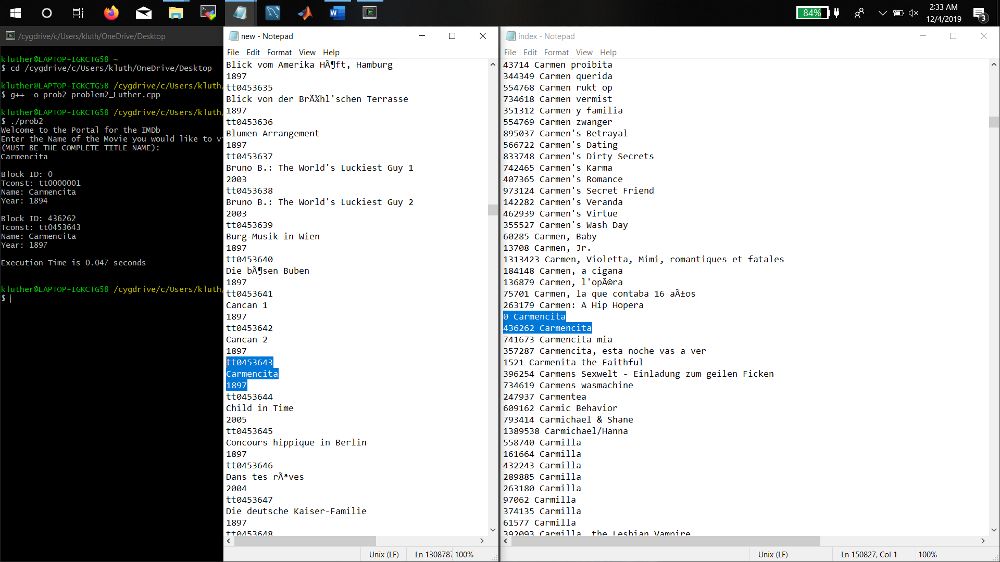 84%
2:33 AM
12/4/2019
3
/cygdrive/c/Users/kluth/OneDrive/Desktop
kluther@LAPTOP-IGKCTG58 ~
$ cd /cygdrive/c/Users/kluth/OneDrive/Desktop
kluther@LAPTOP-IGKCTG58 /cygdrive/c/Users/kluth/
$ g++ -o prob2 problem2_Luther.cpp
kluther@LAPTOP-IGKCTG58 /cygdrive/c/Users/kluth/
$ ./prob2
Welcome to the Portal for the IMDb
Enter the Name of the Movie you would like to
(MUST BE THE COMPLETE TITLE NAME):
Carmencita
Block ID: 0
Tconst: tt0000001
Name: Carmencita
Year: 1894
Block ID: 436262
Tconst: tt0453643
Name: Carmencita
Year: 1897
Execution Time is 0.047 seconds
kluther@LAPTOP-IGKCTG58 /cygdrive/c/Users/kluth/
$
new - Notepad
File Edit Format View Help
Blick vom Amerika HÃ¶ft, Hamburg
1897
tt0453635
Blick von der BrÃ¼hl'schen Terrasse
1897
tt0453636
Blumen-Arrangement
1897
tt0453637
Bruno B.: The World's Luckiest Guy 1
2003
tt0453638
Bruno B.: The World's Luckiest Guy 2
2003
tt0453639
Burg-Musik in Wien
1897
tt0453640
Die bÃ¶sen Buben
1897
tt0453641
Cancan 1
1897
tt0453642
Cancan 2
1897
tt0453643
Carmencita
1897
tt0453644
Child in Time
2005
tt0453645
Concours hippique in Berlin
1897
tt0453646
Dans tes rÃªves
2004
tt0453647
Die deutsche Kaiser-Familie
1897
tt0453648
Unix (LF)
Ln 1308787
100%
index - Notepad
File Edit Format View Help
43714 Carmen proibita
344349 Carmen querida
554768 Carmen rukt op
734618 Carmen vermist
351312 Carmen y familia
554769 Carmen zwanger
895037 Carmen's Betrayal
566722 Carmen's Dating
833748 Carmen's Dirty Secrets
742465 Carmen's Karma
407365 Carmen's Romance
973124 Carmen's Secret Friend
142282 Carmen's Veranda
462939 Carmen's Virtue
355527 Carmen's Wash Day
60285 Carmen, Baby
13708 Carmen, Jr.
1313423 Carmen, Violetta, Mimi, romantiques et fatales
184148 Carmen, a cigana
136879 Carmen, l'opÃ©ra
75701 Carmen, la que contaba 16 aÃ±os
263179 Carmen: A Hip Hopera
0 Carmencita
436262 Carmencita
741673 Carmencita mia
357287 Carmencita, esta noche vas a ver
1521 Carmenita the Faithful
396254 Carmens Sexwelt - Einladung zum geilen Ficken
734619 Carmens wasmachine
247937 Carmentea
609162 Carmic Behavior
793414 Carmichael & Shane
1389538 Carmichael/Hanna
558740 Carmilla
161664 Carmilla
432243 Carmilla
289885 Carmilla
263180 Carmilla
97062 Carmilla
374135 Carmilla
61577 Carmilla
392093 Carmilla, the Lesbian Vampire
Unix (LF)
Ln 150827, Col 1
100%